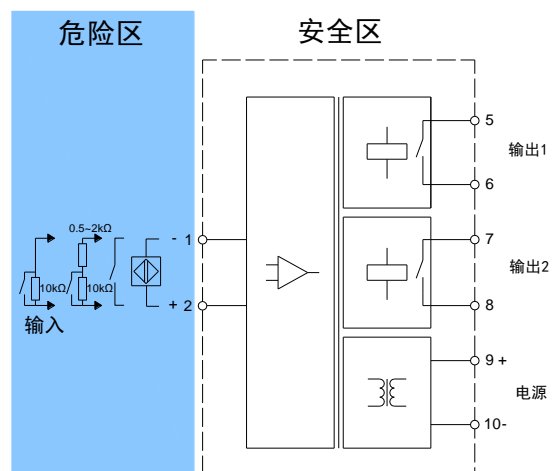 危险区
安全区
5
输出1
6
0.5~2kΩ
- 1
7
输出2
10kΩ
10kΩ
+ 2
8
输入
9 +
电源
10-